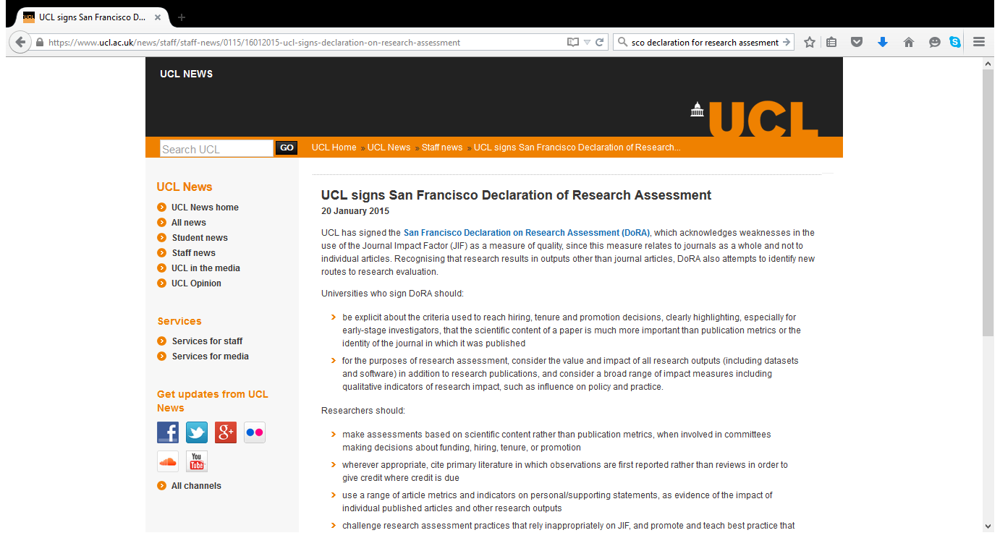 UCL signs San Francisco D...
https://www.ucl.ac.uk/news/staff/staff-news/0115/16012015-ucl-signs-declaration-on-research-assessment
sco declaration for research assesment
UCL NEWS
UCL
Search UCL
GO
UCL Home » UCL News » Staff news » UCL signs San Francisco Declaration of Research...
UCL News
UCL News home
All news
Student news
Staff news
UCL in the media
UCL Opinion
Services
Services for staff
Services for media
Get updates from UCL
News
You
Tube
All channels
UCL signs San Francisco Declaration of Research Assessment
20 January 2015
UCL has signed the San Francisco Declaration on Research Assessment (DoRA), which acknowledges weaknesses in the
use of the Journal Impact Factor (JIF) as a measure of quality, since this measure relates to journals as a whole and not to
individual articles. Recognising that research results in outputs other than journal articles, DoRA also attempts to identify new
routes to research evaluation.
Universities who sign DoRA should:
be explicit about the criteria used to reach hiring, tenure and promotion decisions, clearly highlighting, especially for
early-stage investigators, that the scientific content of a paper is much more important than publication metrics or the
identity of the journal in which it was published
for the purposes of research assessment, consider the value and impact of all research outputs (including datasets
and software) in addition to research publications, and consider a broad range of impact measures including
qualitative indicators of research impact, such as influence on policy and practice.
Researchers should:
make assessments based on scientific content rather than publication metrics, when involved in committees
making decisions about funding, hiring, tenure, or promotion
wherever appropriate, cite primary literature in which observations are first reported rather than reviews in order to
give credit where credit is due
use a range of article metrics and indicators on personal/supporting statements, as evidence of the impact of
individual published articles and other research outputs
challenge research assessment practices that rely inappropriately on JIF, and promote and teach best practice that